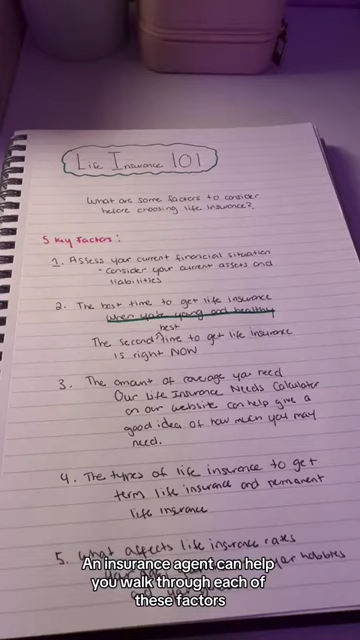 Life Insurance 101
What are some factors to consider
before choosing life insurance?
5 Key Factors:
1. Assess your current financial situation
- consider your current assets and
liabilities
2. The best time to get life insurance
when you're young and healthy
best
The second time to get life insurance
is right NOW
3. The amount of coverage you need
Our Life Insurance Needs Calculator
on our website can help give a
good idea of how much you may
need.
4. The types of life insurance to get
term life insurance and permanent
life insurance
5. What affects life insurance rates
your hobbies
An insurance agent can help
you walk through each of
these factors